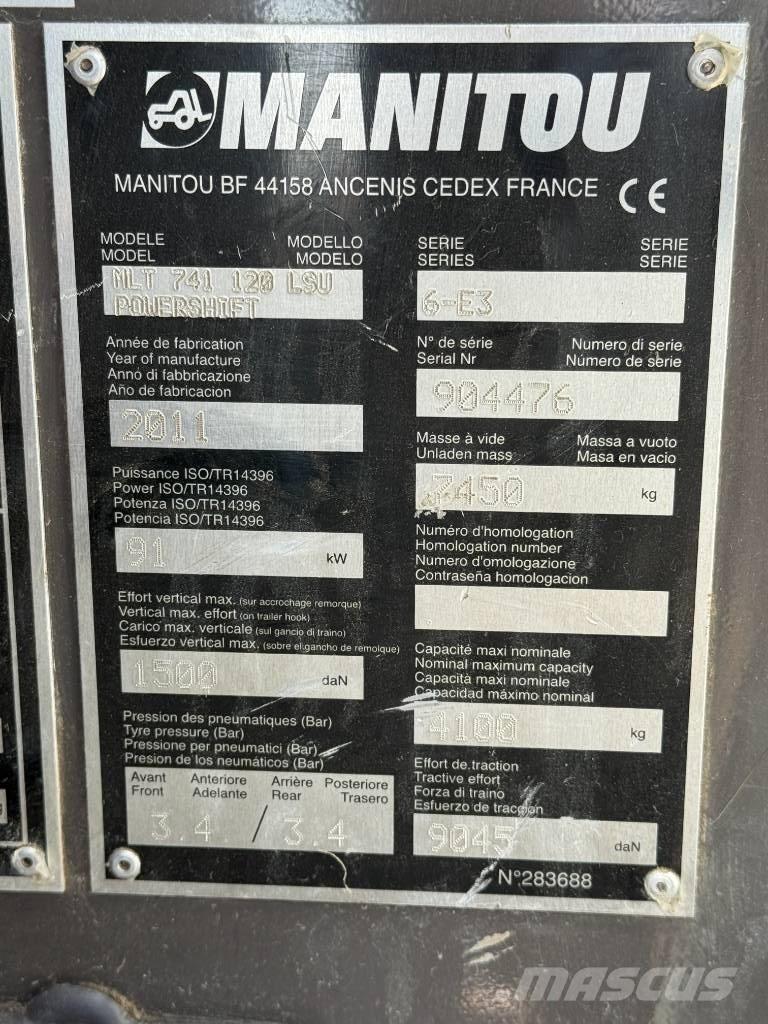 MANITOU
MANITOU BF 44158 ANCENIS CEDEX FRANCE CE
MODELE MODELLO
MODEL MODELO
MLT 741 120 LSU
POWERSHIFT
Année de fabrication
Year of manufacture
Anno di fabbricazione
Año de fabricacion
2011
Puissance ISO/TR14396
Power ISO/TR14396
Potenza ISO/TR14396
Potencia ISO/TR14396
91 kW
Effort vertical max. (sur accrochage remorque)
Vertical max. effort (on trailer hook)
Carico max. verticale (sul gancio di traino)
Esfuerzo vertical max. (sobre el.gancho de remolque)
1500 daN
Pression des pneumatiques (Bar)
Tyre pressure (Bar)
Pressione per pneumatici (Bar)
Presion de los neumáticos (Bar)
Avant Anteriore Arrière Posteriore
Front Adelante Rear Trasero
3.4 / 3.4
SERIE SERIE
SERIES SERIE
6-E3
N° de série Numero di serie
Serial Nr Número de serie
904476
Masse à vide Massa a vuoto
Unladen mass Masa en vacio
7450 kg
Numéro d'homologation
Homologation number
Numero d'omologazione
Contraseña homologacion
Capacité maxi nominale
Nominal maximum capacity
Capacità maxi nominale
Capacidad máximo nominal
4100 kg
Effort de.traction
Tractive effort
Forza di traino
Esfuerzo de traccion
9045 daN
N°283688
MASCUS